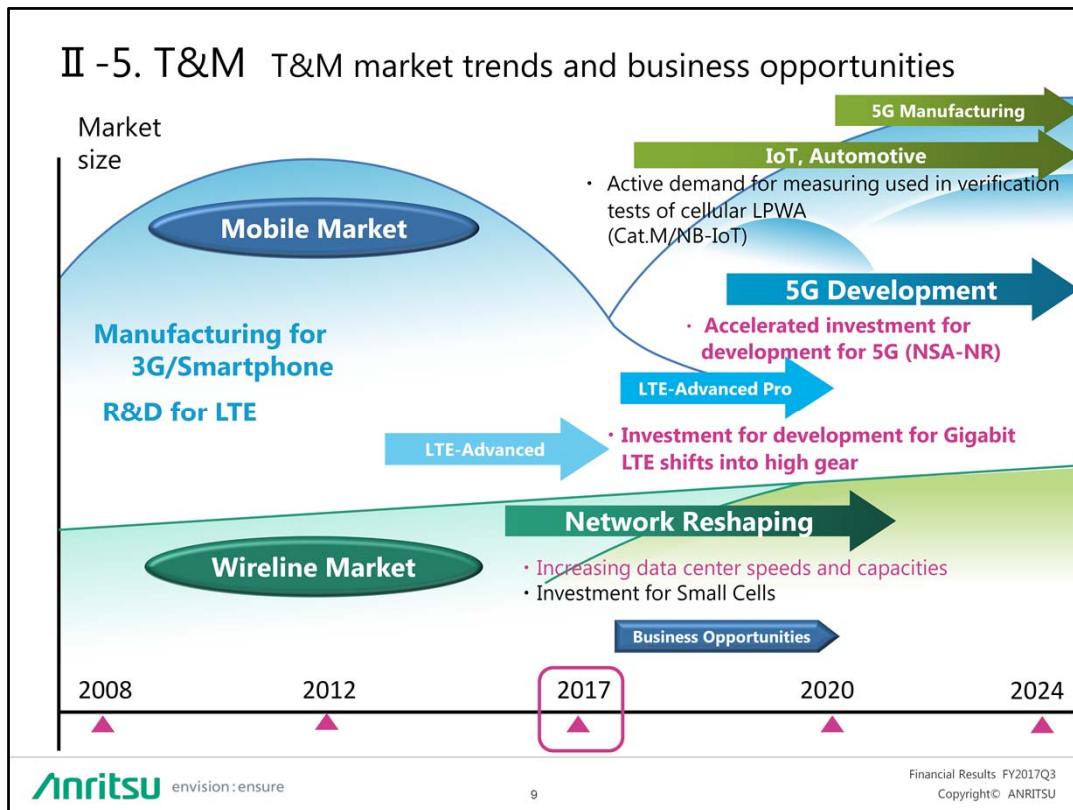 Ⅱ-5. T&M T&M market trends and business opportunities
Market
size
5G Manufacturing
IoT, Automotive
・ Active demand for measuring used in verification
tests of cellular LPWA
(Cat.M/NB-IoT)
Mobile Market
5G Development
・ Accelerated investment for
development for 5G (NSA-NR)
Manufacturing for
3G/Smartphone
R&D for LTE
LTE-Advanced Pro
LTE-Advanced
・Investment for development for Gigabit
LTE shifts into high gear
Network Reshaping
Wireline Market
・Increasing data center speeds and capacities
・Investment for Small Cells
Business Opportunities
2008 2012 2017 2020 2024
Anritsu envision : ensure
9
Financial Results FY2017Q3
Copyright© ANRITSU